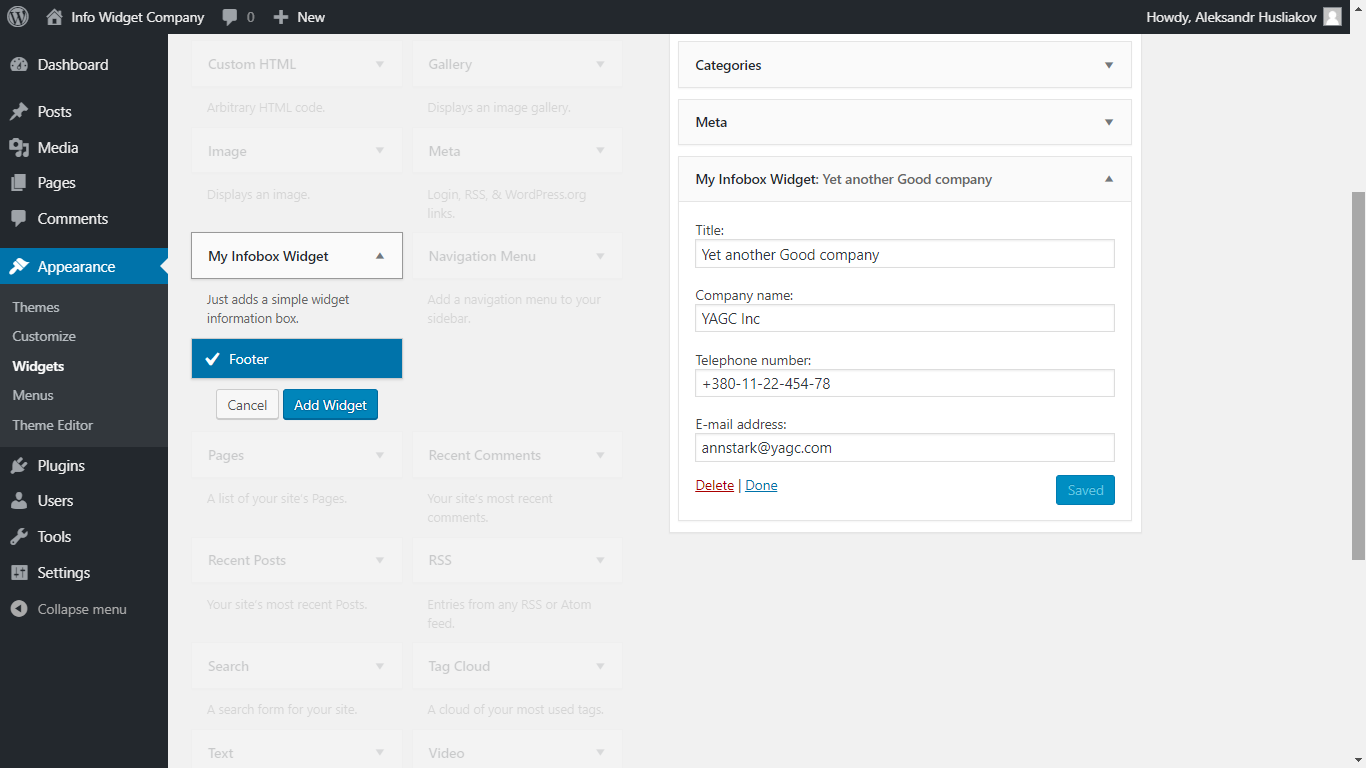 Info Widget Company 0 New
Howdy, Aleksandr Husliakov
Dashboard
Posts
Media
Pages
Comments
Appearance
Themes
Customize
Widgets
Menus
Theme Editor
Plugins
Users
Tools
Settings
Collapse menu
Custom HTML
Arbitrary HTML code.
Gallery
Displays an image gallery.
Image
Displays an image.
Meta
Login, RSS, & WordPress.org
links.
My Infobox Widget
Just adds a simple widget
information box.
Footer
Cancel
Add Widget
Navigation Menu
Add a navigation menu to your
sidebar.
Pages
A list of your site's Pages.
Recent Comments
Your site's most recent
comments.
Recent Posts
Your site's most recent Posts.
RSS
Entries from any RSS or Atom
feed.
Search
A search form for your site.
Tag Cloud
A cloud of your most used tags.
Text
Video
Categories
Meta
My Infobox Widget: Yet another Good company
Title:
Yet another Good company
Company name:
YAGC Inc
Telephone number:
+380-11-22-454-78
E-mail address:
annstark@yagc.com
Delete | Done
Saved